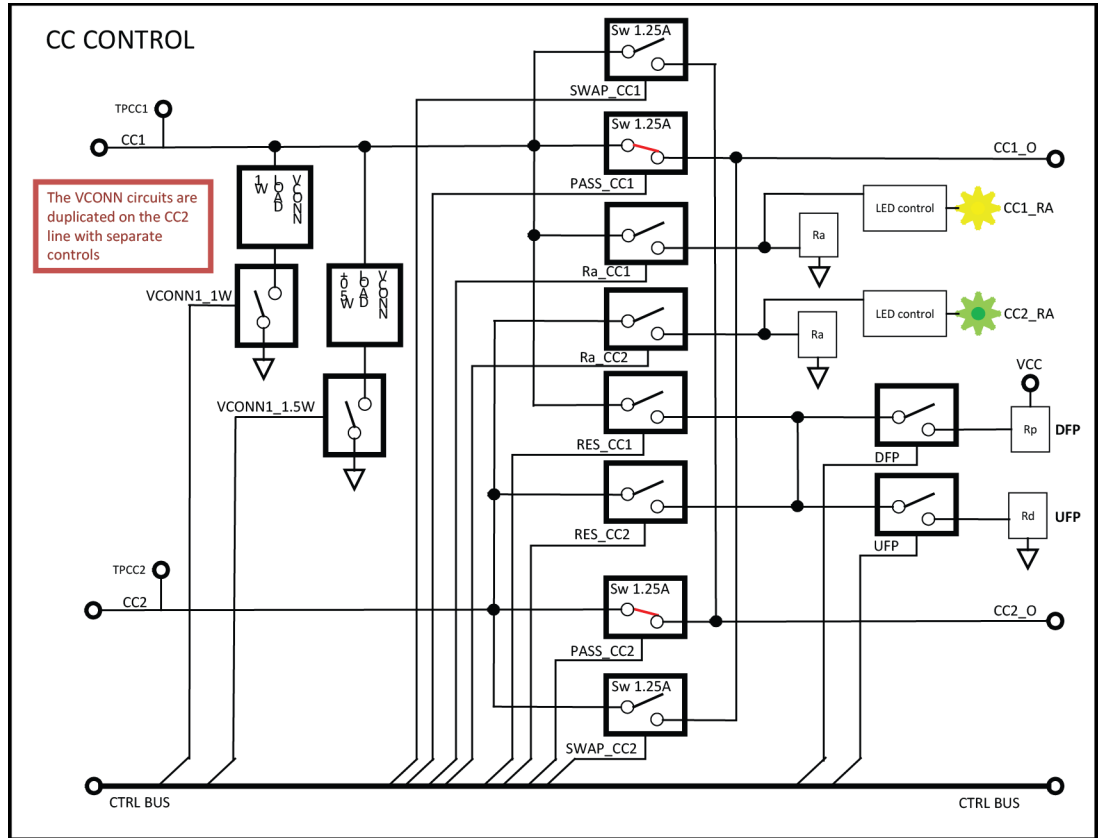 CC CONTROL
Sw 1.25A
SWAP_CC1
TPCC1
CC1
Sw 1.25A
PASS_CC1
CC1_O
The VCONN circuits are
duplicated on the CC2
line with separate
controls
VCONN
LOAD
1W
Ra_CC1
Ra
LED control
CC1_RA
VCONN1_1W
VCONN
LOAD
+05W
Ra_CC2
Ra
LED control
CC2_RA
VCONN1_1.5W
RES_CC1
VCC
Rp
DFP
DFP
RES_CC2
Rd
UFP
UFP
TPCC2
CC2
Sw 1.25A
PASS_CC2
CC2_O
Sw 1.25A
SWAP_CC2
CTRL BUS
CTRL BUS